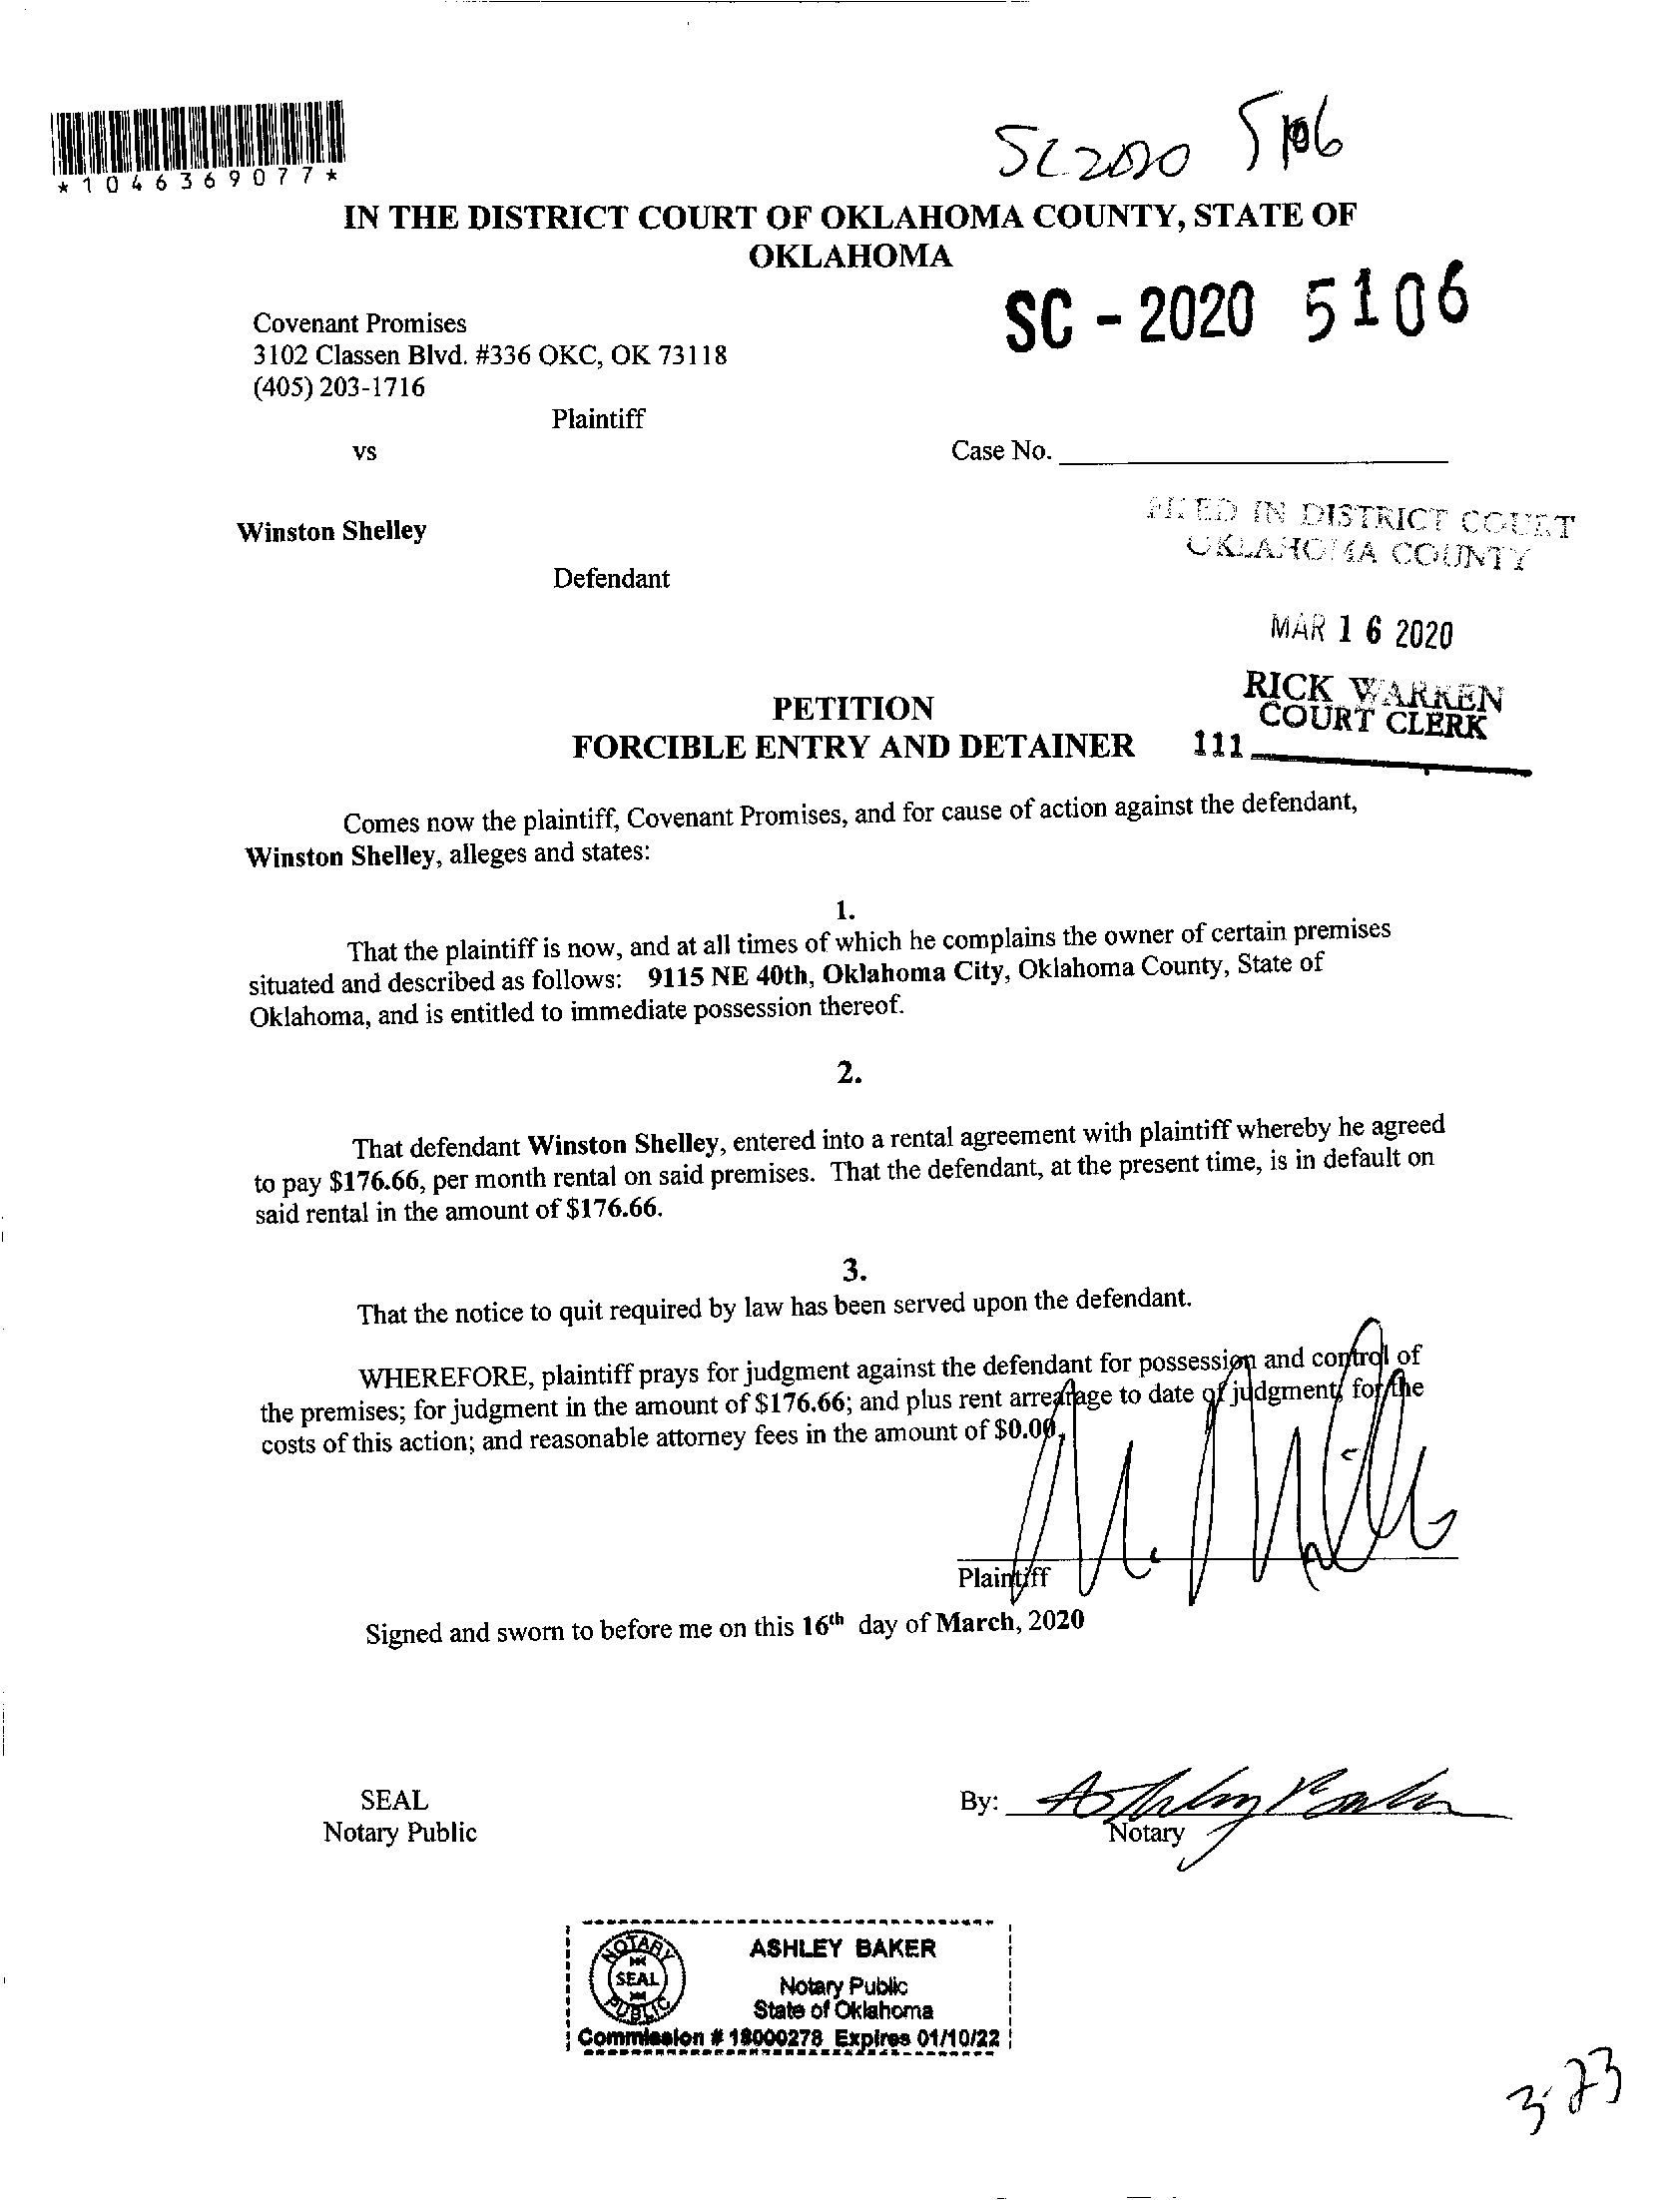 SC2020 5106
*1046369077*
IN THE DISTRICT COURT OF OKLAHOMA COUNTY, STATE OF
OKLAHOMA
SC - 2020 5106
Covenant Promises
3102 Classen Blvd. #336 OKC, OK 73118
(405) 203-1716
Plaintiff
vs
Case No.
FILED IN DISTRICT COURT
OKLAHOMA COUNTY
Winston Shelley
Defendant
MAR 16 2020
RICK WARREN
COURT CLERK
111
PETITION
FORCIBLE ENTRY AND DETAINER
Comes now the plaintiff, Covenant Promises, and for cause of action against the defendant,
Winston Shelley, alleges and states:
1.
That the plaintiff is now, and at all times of which he complains the owner of certain premises
situated and described as follows: 9115 NE 40th, Oklahoma City, Oklahoma County, State of
Oklahoma, and is entitled to immediate possession thereof.
2.
That defendant Winston Shelley, entered into a rental agreement with plaintiff whereby he agreed
to pay $176.66, per month rental on said premises. That the defendant, at the present time, is in default on
said rental in the amount of $176.66.
3.
That the notice to quit required by law has been served upon the defendant.
WHEREFORE, plaintiff prays for judgment against the defendant for possession and control of
the premises; for judgment in the amount of $176.66; and plus rent arrearage to date of judgment; for the
costs of this action; and reasonable attorney fees in the amount of $0.00.
Plaintiff
Signed and sworn to before me on this 16th day of March, 2020
SEAL
Notary Public
By: Ashley Baker
Notary
NOTARY
SEAL
PUBLIC
ASHLEY BAKER
Notary Public
State of Oklahoma
Commission # 18000278 Expires 01/10/22
3-23